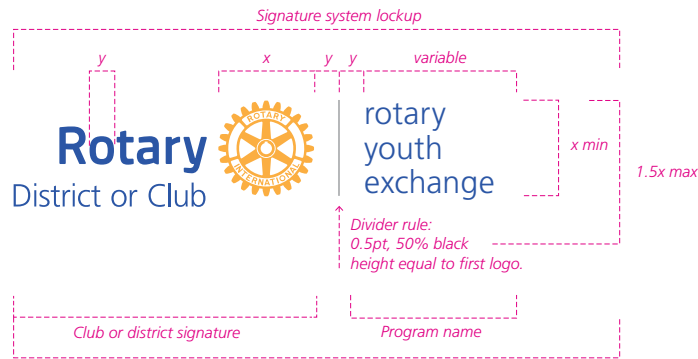 Signature system lockup
y
x
y
y
variable
Rotary
District or Club
ROTARY
INTERNATIONAL
rotary
youth
exchange
x min
1.5x max
Divider rule:
0.5pt, 50% black
height equal to first logo.
Club or district signature
Program name